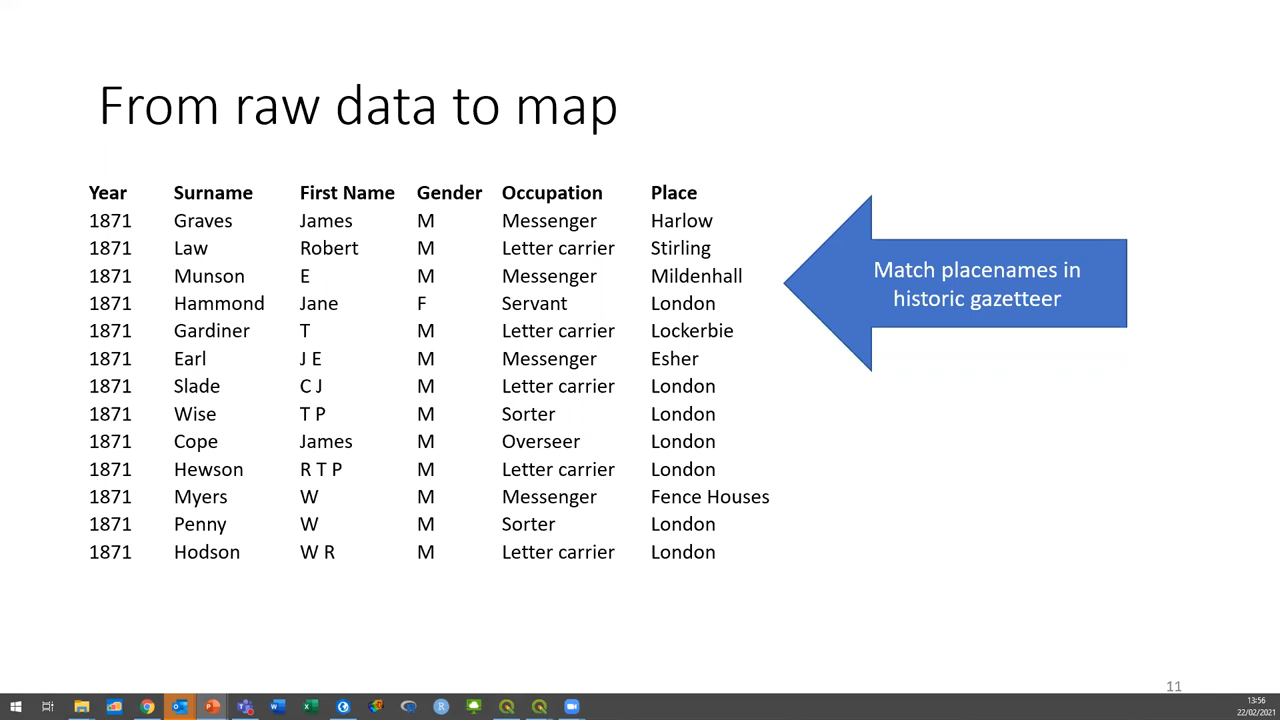 From raw data to map
Year Surname First Name Gender Occupation Place
1871 Graves James M Messenger Harlow
1871 Law Robert M Letter carrier Stirling
1871 Munson E M Messenger Mildenhall
1871 Hammond Jane F Servant London
1871 Gardiner T M Letter carrier Lockerbie
1871 Earl J E M Messenger Esher
1871 Slade C J M Letter carrier London
1871 Wise T P M Sorter London
1871 Cope James M Overseer London
1871 Hewson R T P M Letter carrier London
1871 Myers W M Messenger Fence Houses
1871 Penny W M Sorter London
1871 Hodson W R M Letter carrier London
Match placenames in
historic gazetteer
11
13:56
22/02/2021